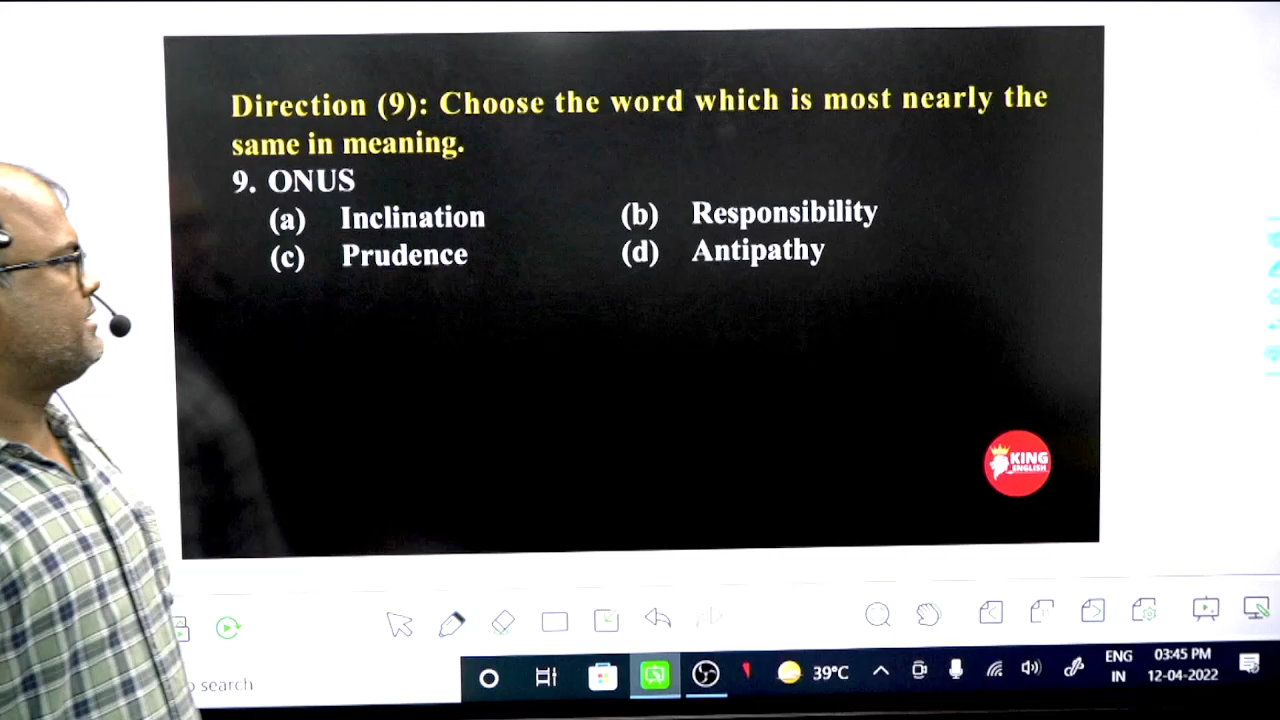 Direction (9): Choose the word which is most nearly the
same in meaning.
9. ONUS
(a) Inclination (b) Responsibility
(c) Prudence (d) Antipathy
KING
ENGLISH
search
39°C
ENG
IN
03:45 PM
12-04-2022